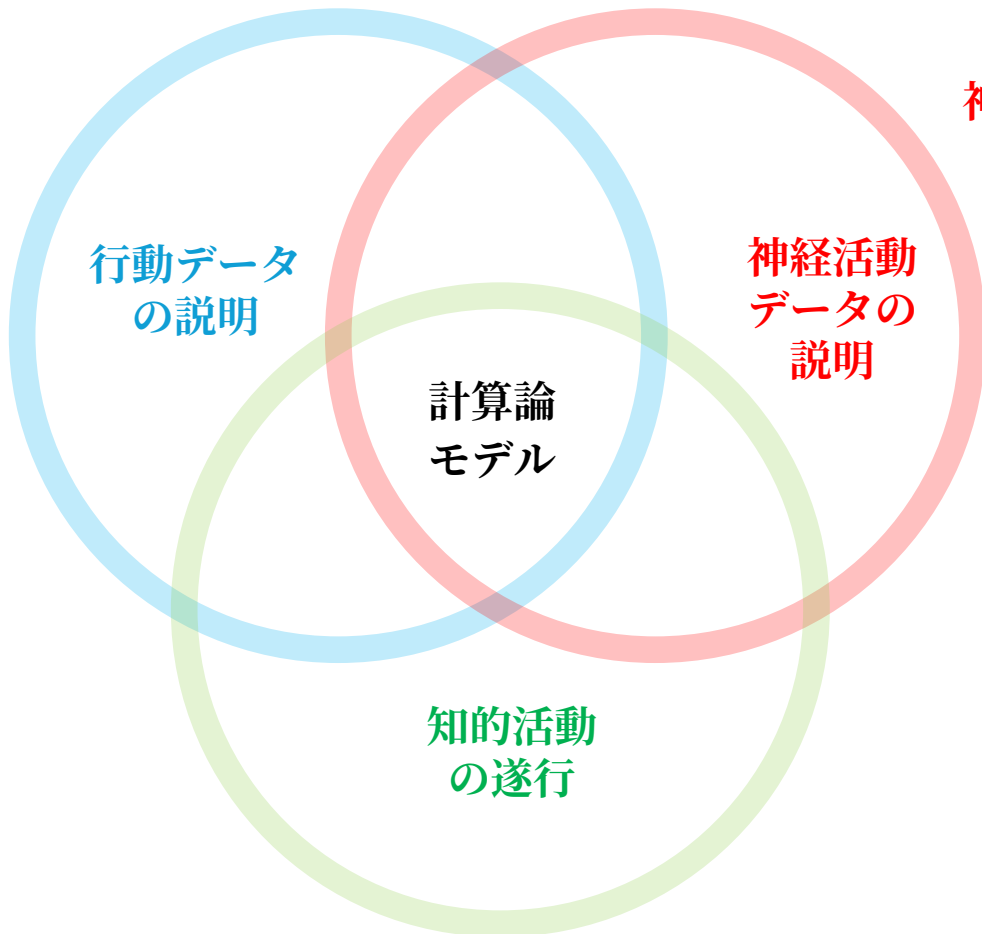 神
行動データ
の説明
神経活動
データの
説明
計算論
モデル
知的活動
の遂行